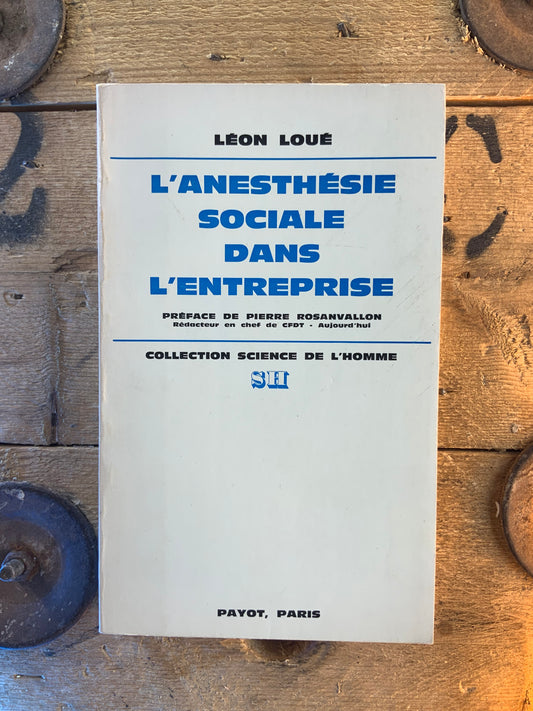 LÉON LOUÉ
L'ANESTHÉSIE
SOCIALE
DANS
L'ENTREPRISE
PRÉFACE DE PIERRE ROSANVALLON
Rédacteur en chef de CFDT - Aujourd'hui
COLLECTION SCIENCE DE L'HOMME
SH
PAYOT, PARIS